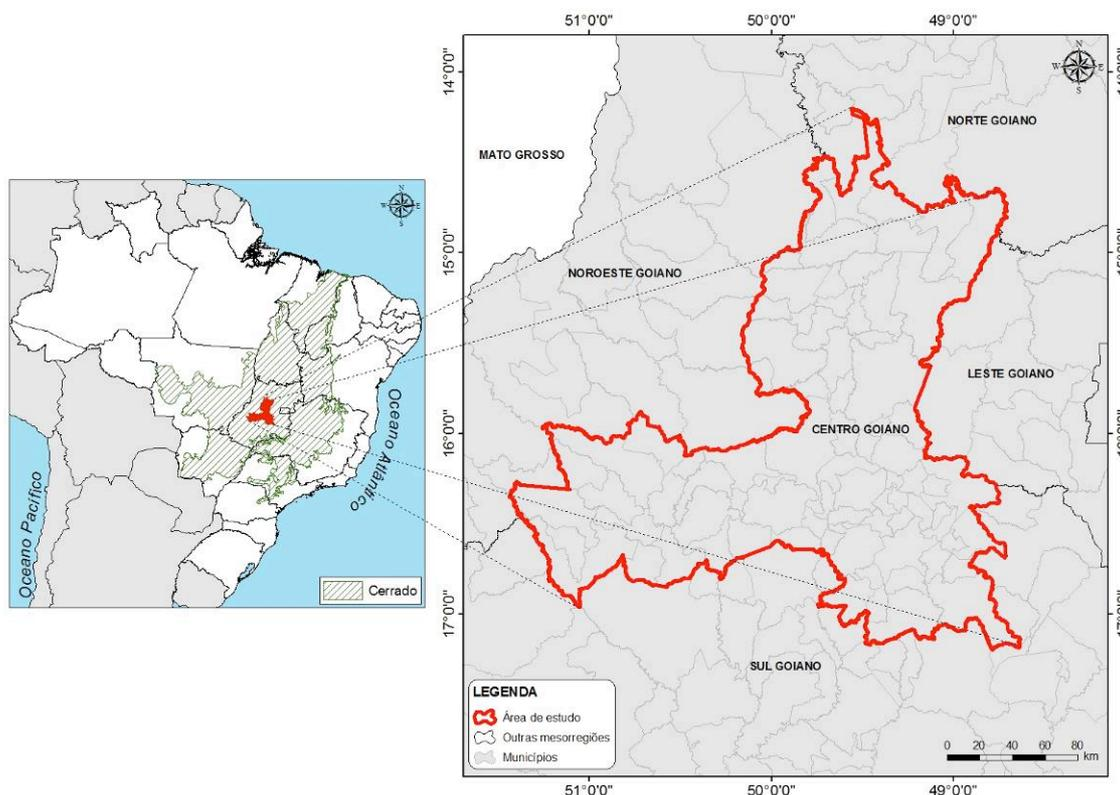 51°0'0"
50°0'0"
49°0'0"
N
W
E
S
14°0'0"
NORTE GOIANO
MATO GROSSO
N
W
E
S
15°0'0"
NOROESTE GOIANO
LESTE GOIANO
Oceano Atlântico
16°0'0"
CENTRO GOIANO
Oceano Pacífico
Cerrado
17°0'0"
SUL GOIANO
LEGENDA
Área de estudo
Outras mesorregiões
Municípios
0 20 40 60 80
km
51°0'0"
50°0'0"
49°0'0"